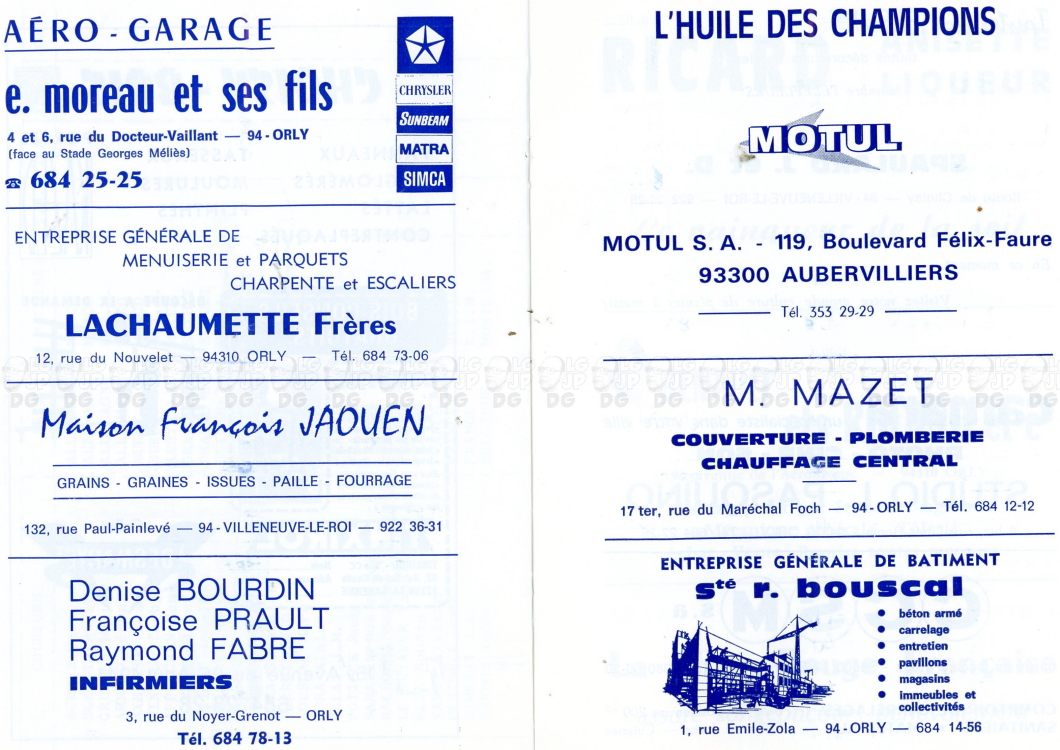 AÉRO - GARAGE
e. moreau et ses fils
4 et 6, rue du Docteur-Vaillant — 94 - ORLY
(face au Stade Georges Méliès)
☎ 684 25-25
CHRYSLER
SUNBEAM
MATRA
SIMCA
ENTREPRISE GÉNÉRALE DE
MENUISERIE et PARQUETS
CHARPENTE et ESCALIERS
LACHAUMETTE Frères
12, rue du Nouvelet — 94310 ORLY — Tél. 684 73-06
Maison François JAOUEN
GRAINS - GRAINES - ISSUES - PAILLE - FOURRAGE
132, rue Paul-Painlevé — 94 - VILLENEUVE-LE-ROI — 922 36-31
Denise BOURDIN
Françoise PRAULT
Raymond FABRE
INFIRMIERS
3, rue du Noyer-Grenot — ORLY
Tél. 684 78-13
L'HUILE DES CHAMPIONS
MOTUL
MOTUL S. A. - 119, Boulevard Félix-Faure
93300 AUBERVILLIERS
Tél. 353 29-29
M. MAZET
COUVERTURE - PLOMBERIE
CHAUFFAGE CENTRAL
17 ter, rue du Maréchal Foch — 94 - ORLY — Tél. 684 12-12
ENTREPRISE GÉNÉRALE DE BATIMENT
sté r. bouscal
● béton armé
● carrelage
● entretien
● pavillons
● magasins
● immeubles et
collectivités
1, rue Emile-Zola — 94 - ORLY — 684 14-56